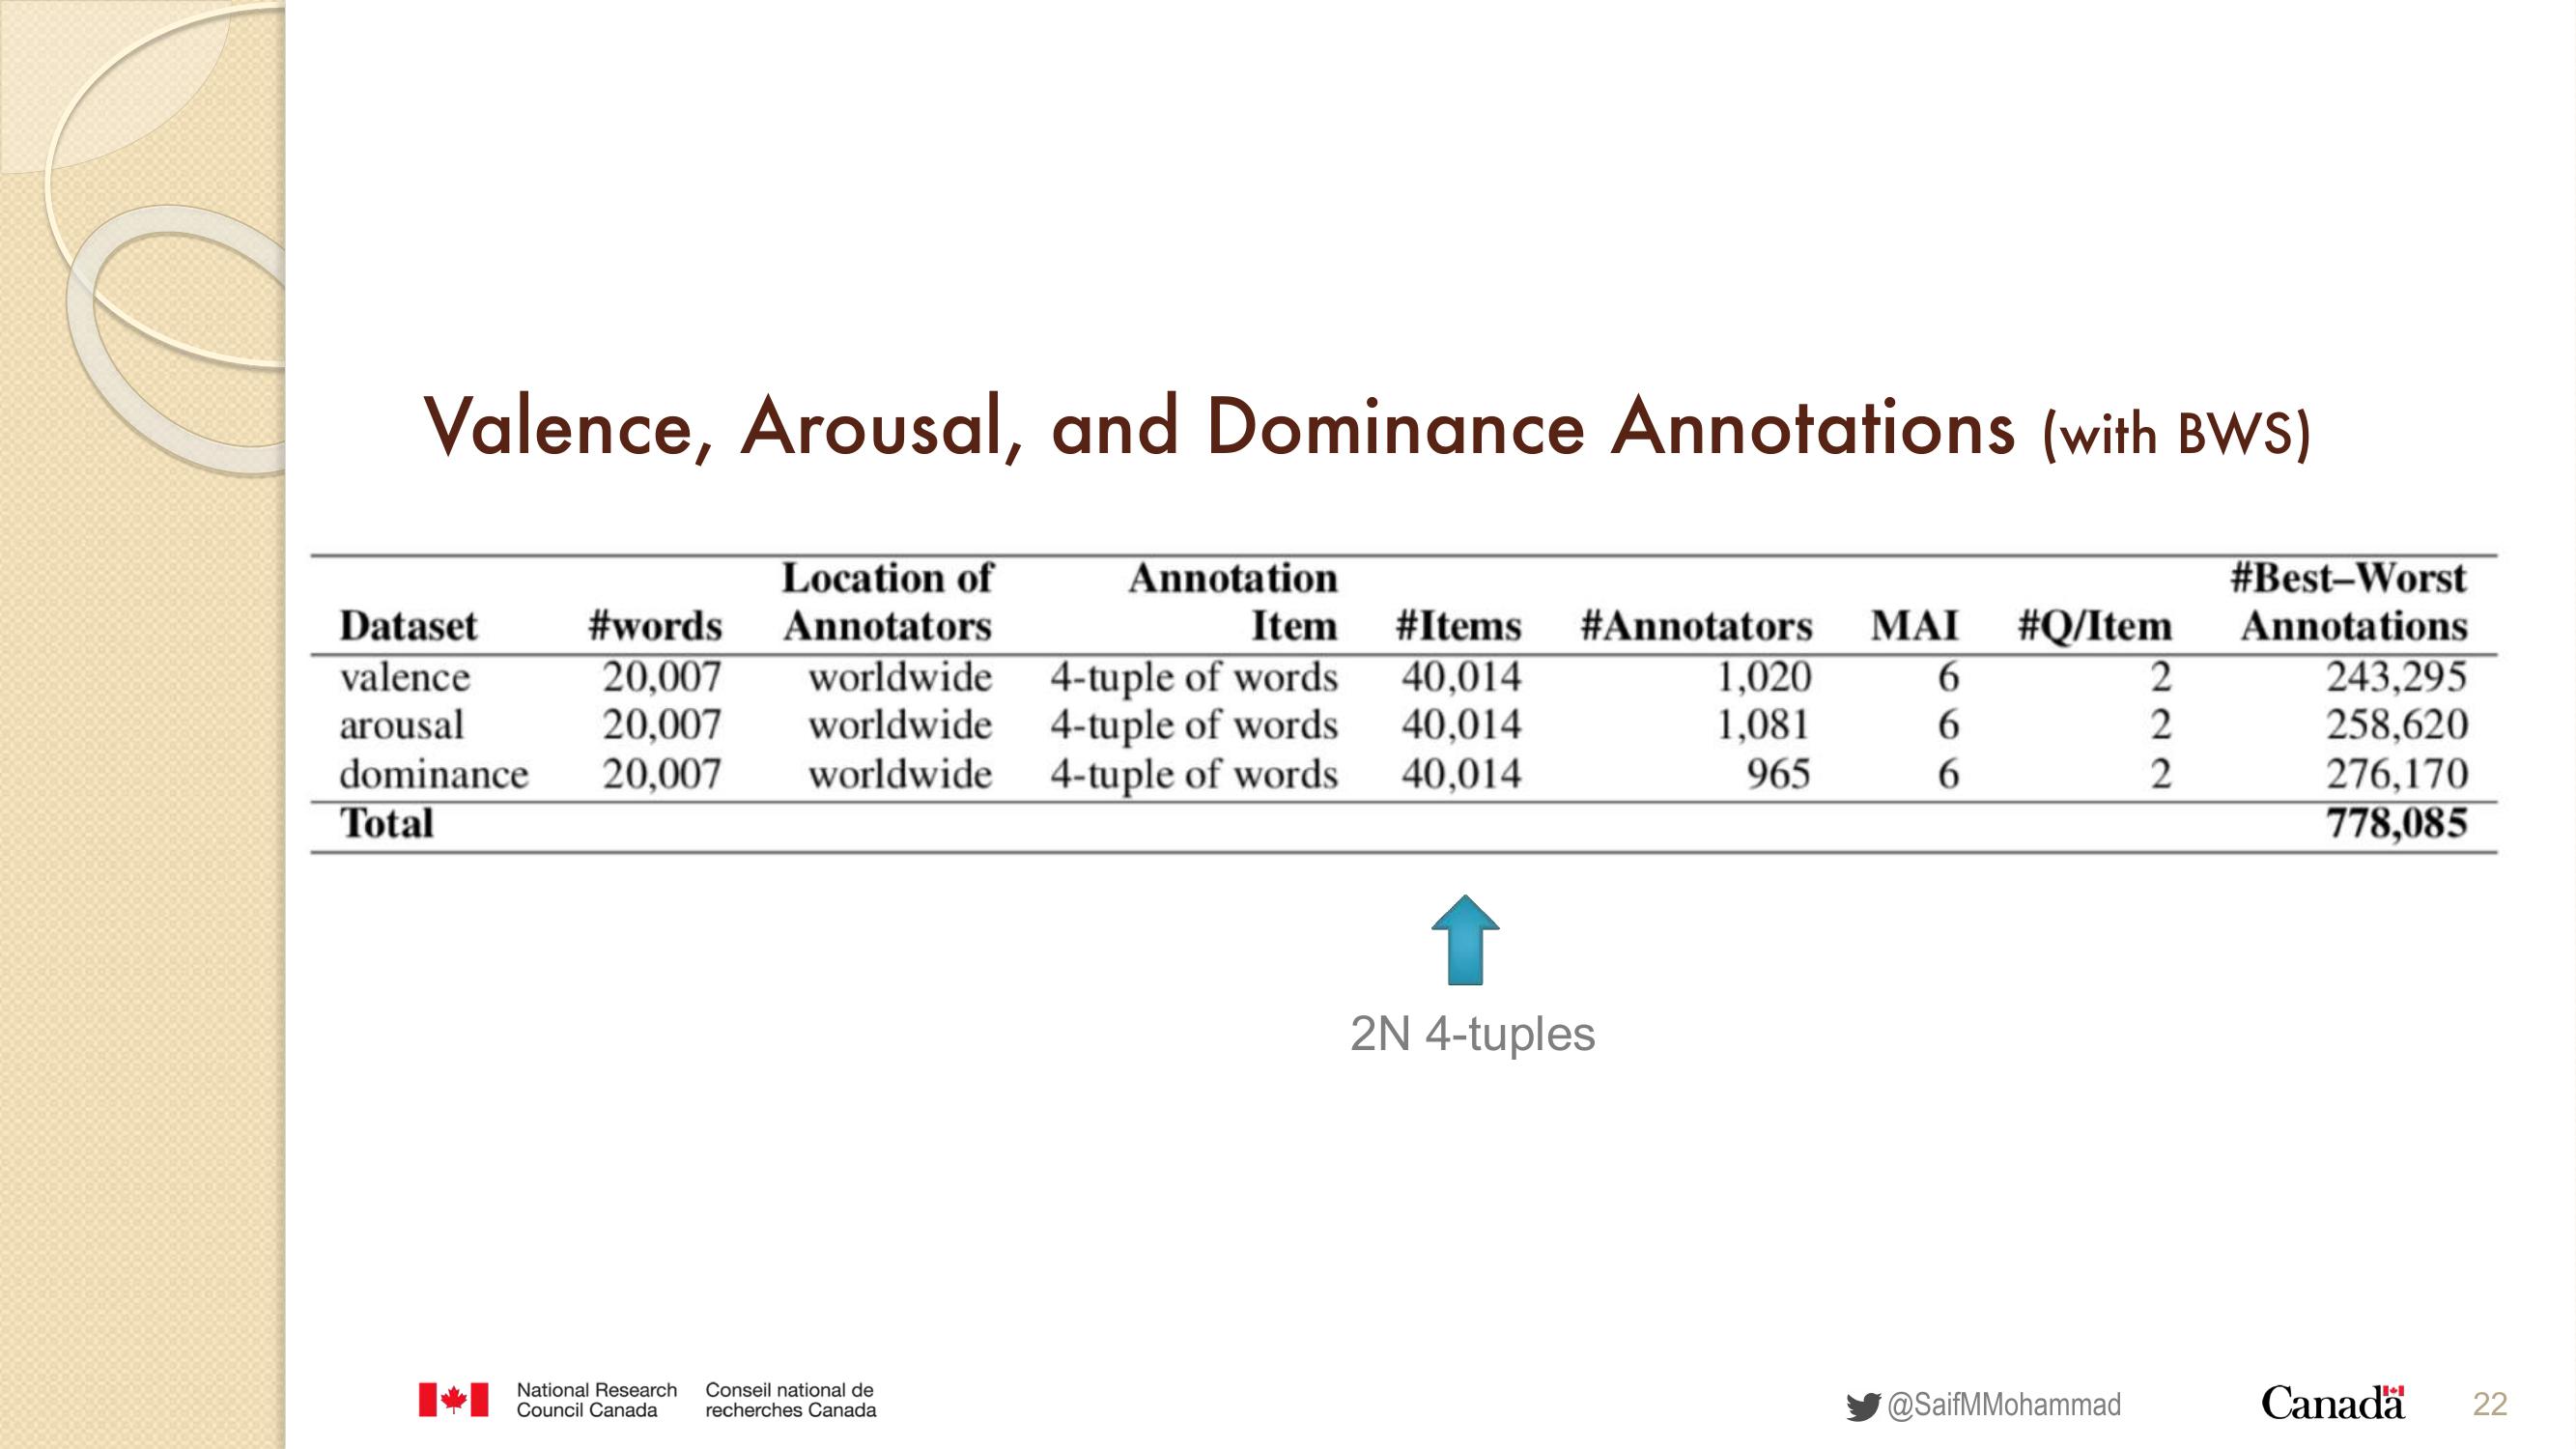 Valence, Arousal, and Dominance Annotations (with BWS)
Location of Annotation #Best–Worst
Dataset #words Annotators Item #Items #Annotators MAI #Q/Item Annotations
valence 20,007 worldwide 4-tuple of words 40,014 1,020 6 2 243,295
arousal 20,007 worldwide 4-tuple of words 40,014 1,081 6 2 258,620
dominance 20,007 worldwide 4-tuple of words 40,014 965 6 2 276,170
Total 778,085
2N 4-tuples
National Research Conseil national de
Council Canada recherches Canada
@SaifMMohammad
Canada
22